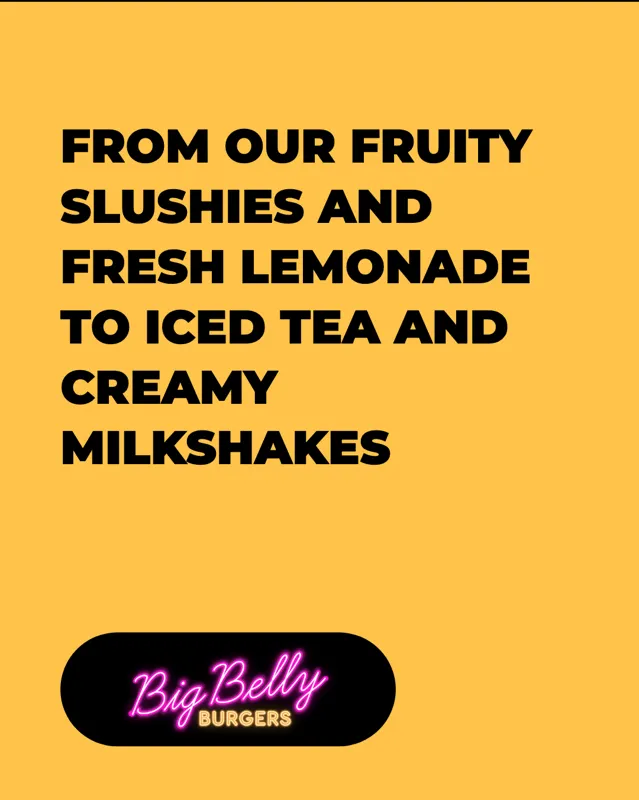 FROM OUR FRUITY
SLUSHIES AND
FRESH LEMONADE
TO ICED TEA AND
CREAMY
MILKSHAKES
Big Belly
BURGERS